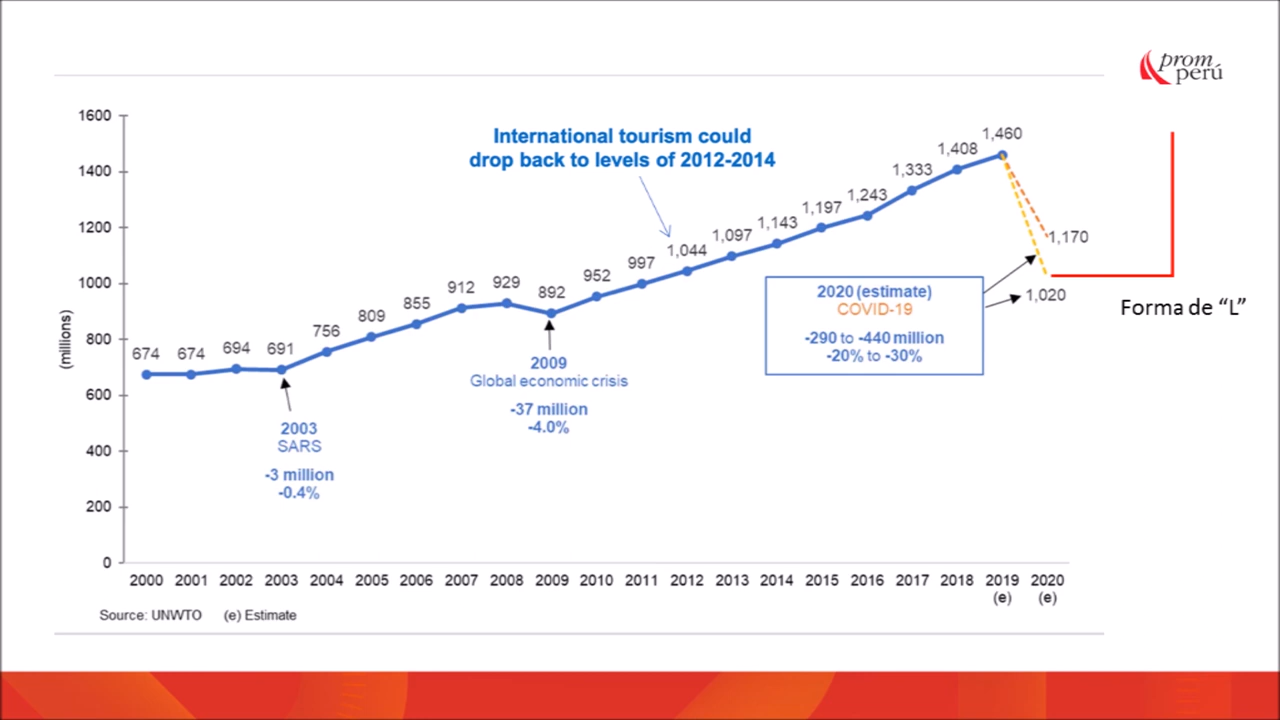 prom
perú
1600
1400
1200
1000
800
600
400
200
0
(millions)
International tourism could
drop back to levels of 2012-2014
674
674
694
691
756
809
855
912
929
892
952
997
1,044
1,097
1,143
1,197
1,243
1,333
1,408
1,460
1,170
1,020
2003
SARS
-3 million
-0.4%
2009
Global economic crisis
-37 million
-4.0%
2020 (estimate)
COVID-19
-290 to -440 million
-20% to -30%
Forma de “L”
2000 2001 2002 2003 2004 2005 2006 2007 2008 2009 2010 2011 2012 2013 2014 2015 2016 2017 2018 2019 2020
(e) (e)
Source: UNWTO (e) Estimate